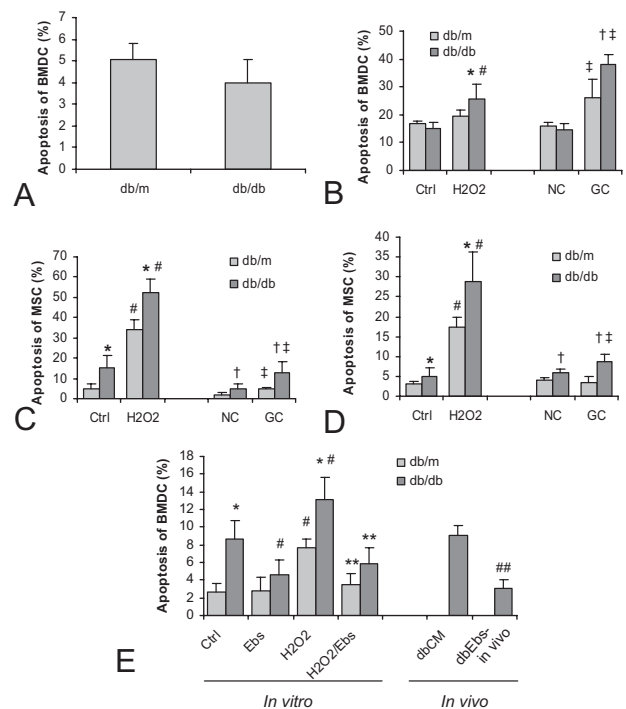 Apoptosis of BMDC (%)
7
6
5
4
3
2
1
0
db/m
db/db
A
Apoptosis of BMDC (%)
50
40
30
20
10
0
db/m
db/db
* #
‡
†‡
Ctrl
H2O2
NC
GC
B
Apoptosis of MSC (%)
70
60
50
40
30
20
10
0
db/m
db/db
*
#
* #
†
‡
†‡
Ctrl
H2O2
NC
GC
C
Apoptosis of MSC (%)
40
35
30
25
20
15
10
5
0
db/m
db/db
*
#
* #
†
†‡
Ctrl
H2O2
NC
GC
D
Apoptosis of BMDC (%)
18
16
14
12
10
8
6
4
2
0
db/m
db/db
*
#
#
* #
**
**
##
Ctrl
Ebs
H2O2
H2O2/Ebs
dbCM
dbEbs-
in vivo
E
In vitro
In vivo